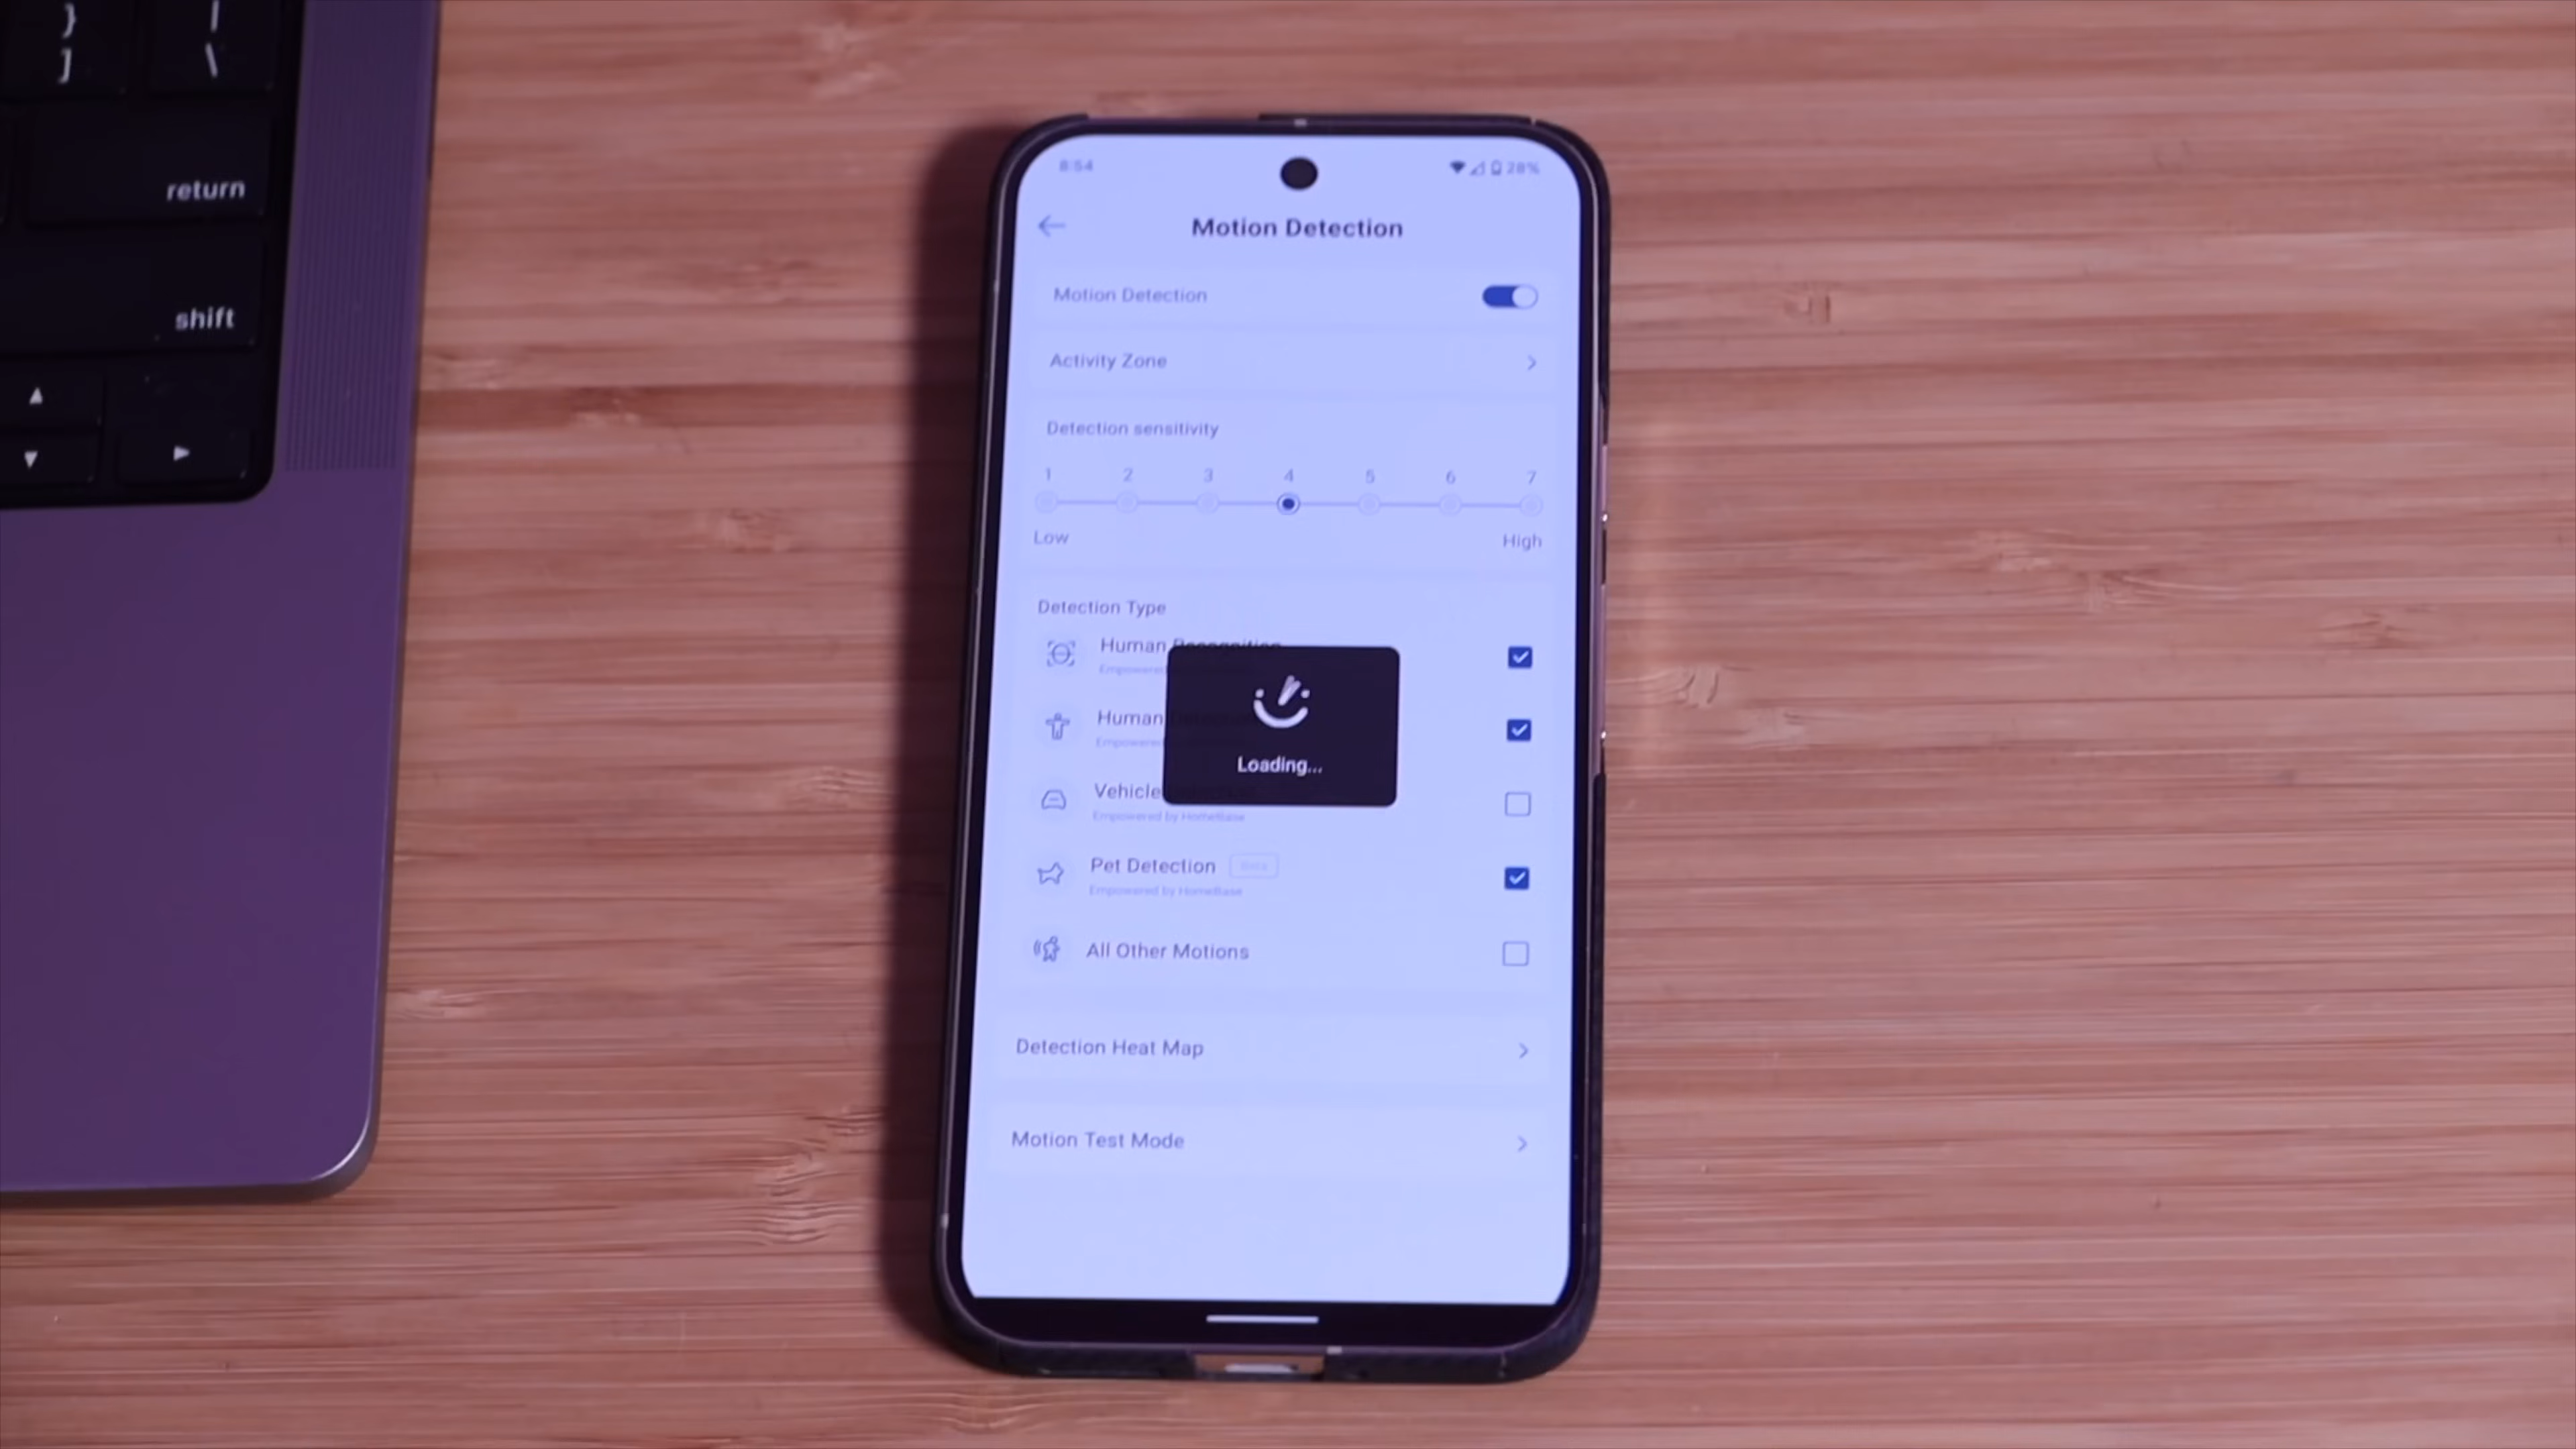 }
]
|
\
return
shift
8:54
28%
Motion Detection
Motion Detection
Activity Zone
Detection sensitivity
1 2 3 4 5 6 7
Low High
Detection Type
Human Recognition
Empowered
Human
Empowered
Loading...
Vehicle
Empowered by HomeBase
Pet Detection Beta
Empowered by HomeBase
All Other Motions
Detection Heat Map
Motion Test Mode